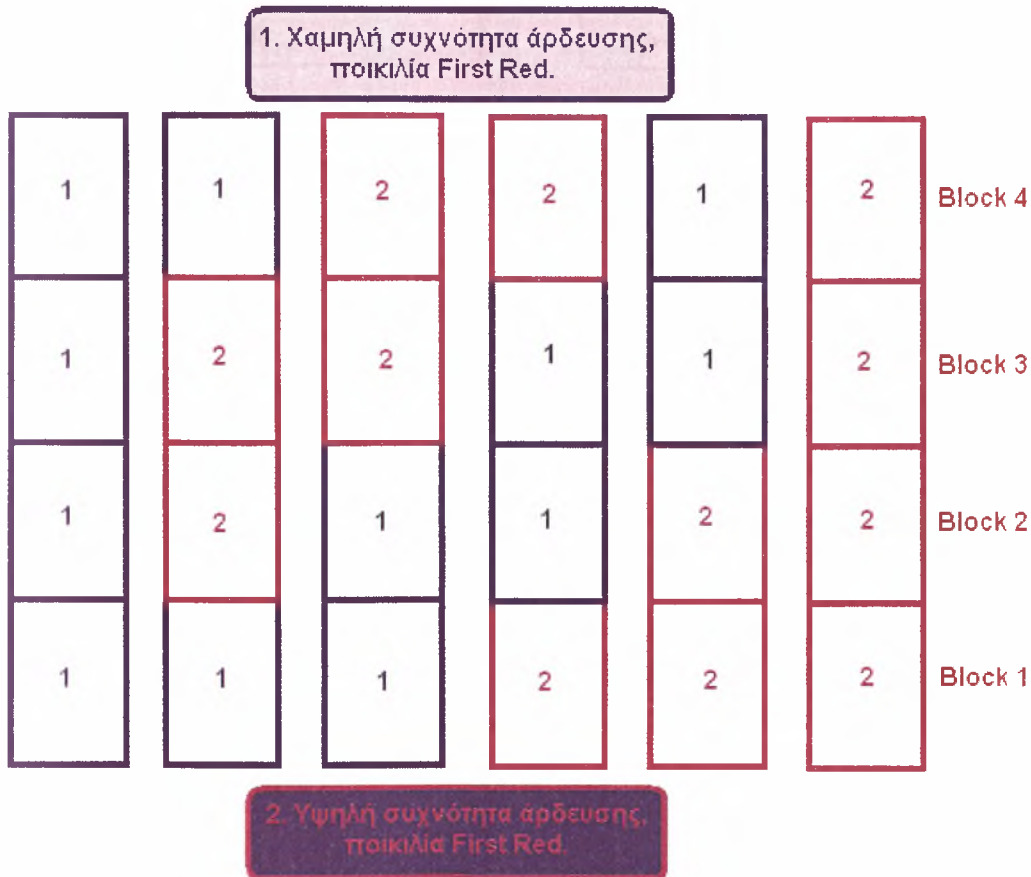 1. Χαμηλή συχνότητα άρδευσης,
ποικιλία First Red.
1 1 2 2 1 2 Block 4
1 2 2 1 1 2 Block 3
1 2 1 1 2 2 Block 2
1 1 1 2 2 2 Block 1
2. Υψηλή συχνότητα άρδευσης,
ποικιλία First Red.